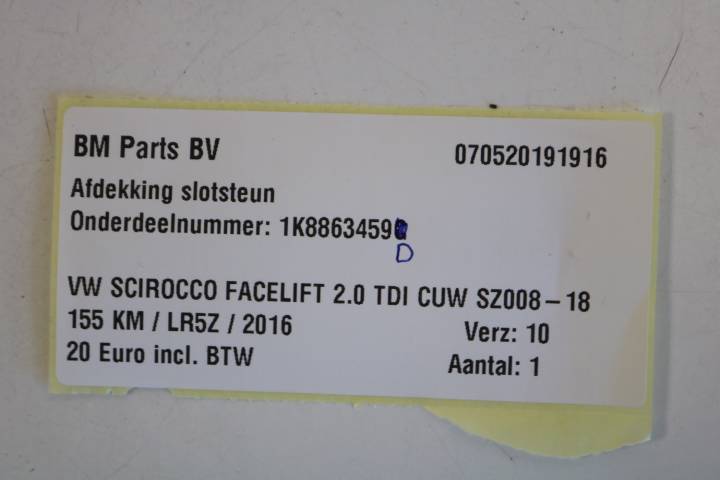 BM Parts BV 070520191916
Afdekking slotsteun
Onderdeelnummer: 1K8863459
D
VW SCIROCCO FACELIFT 2.0 TDI CUW SZ008-18
155 KM / LR5Z / 2016 Verz: 10
20 Euro incl. BTW Aantal: 1